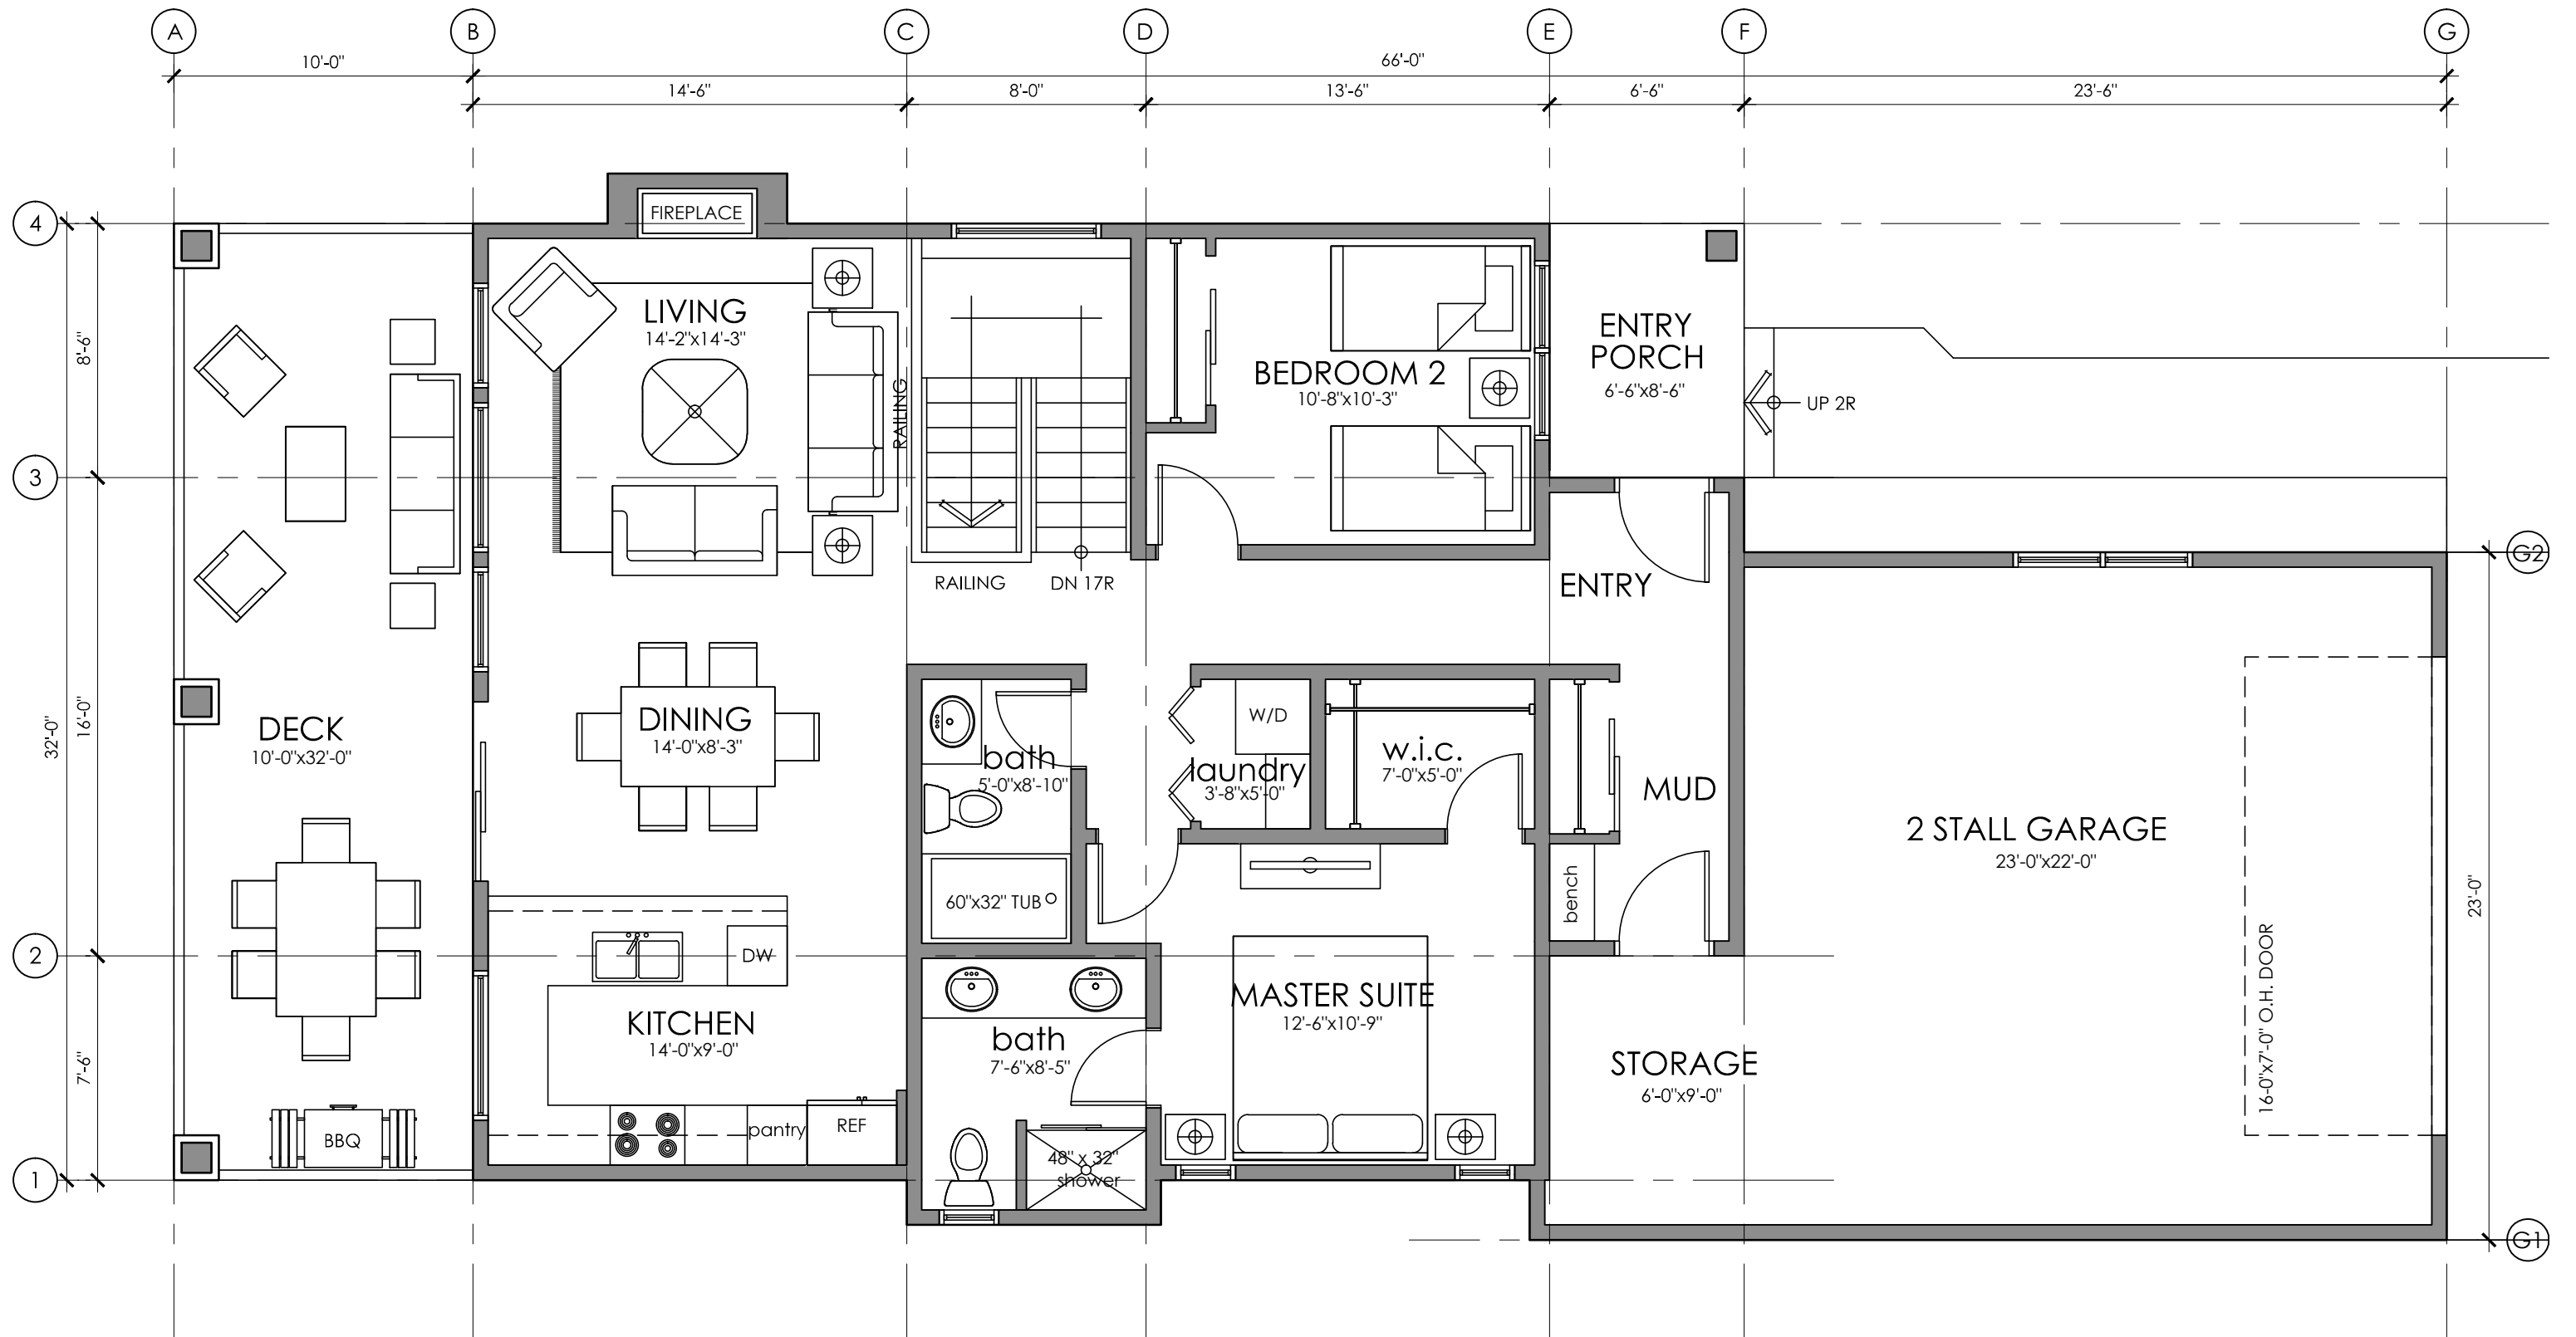 A
B
C
D
E
F
G
10'-0"
66'-0"
14'-6"
8'-0"
13'-6"
6'-6"
23'-6"
4
3
2
1
8'-6"
16'-0"
7'-6"
32'-0"
FIREPLACE
LIVING
14'-2"x14'-3"
RAILING
RAILING
DN 17R
BEDROOM 2
10'-8"x10'-3"
ENTRY
PORCH
6'-6"x8'-6"
UP 2R
G2
ENTRY
DECK
10'-0"x32'-0"
DINING
14'-0"x8'-3"
bath
5'-0"x8'-10"
W/D
laundry
3'-8"x5'-0"
w.i.c.
7'-0"x5'-0"
MUD
2 STALL GARAGE
23'-0"x22'-0"
23'-0"
60"x32" TUB
bench
DW
KITCHEN
14'-0"x9'-0"
bath
7'-6"x8'-5"
MASTER SUITE
12'-6"x10'-9"
STORAGE
6'-0"x9'-0"
16-0"x7'-0" O.H. DOOR
BBQ
pantry
REF
48" x 32"
shower
G1